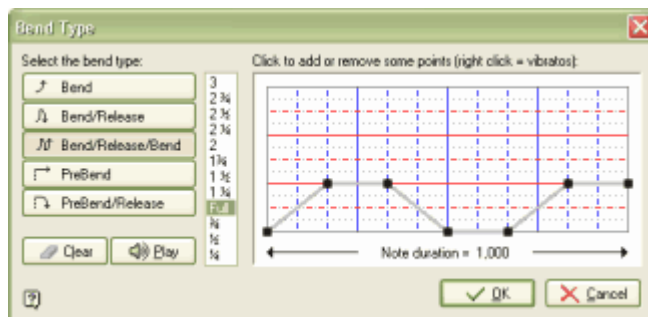 Bend Type
Select the bend type:
Click to add or remove some points (right click = vibratos):
Bend
Bend/Release
Bend/Release/Bend
PreBend
PreBend/Release
Clear
Play
3
2 ¾
2 ½
2 ¼
2
1¾
1 ½
1 ¼
Full
¾
½
¼
Note duration = 1,000
OK
Cancel